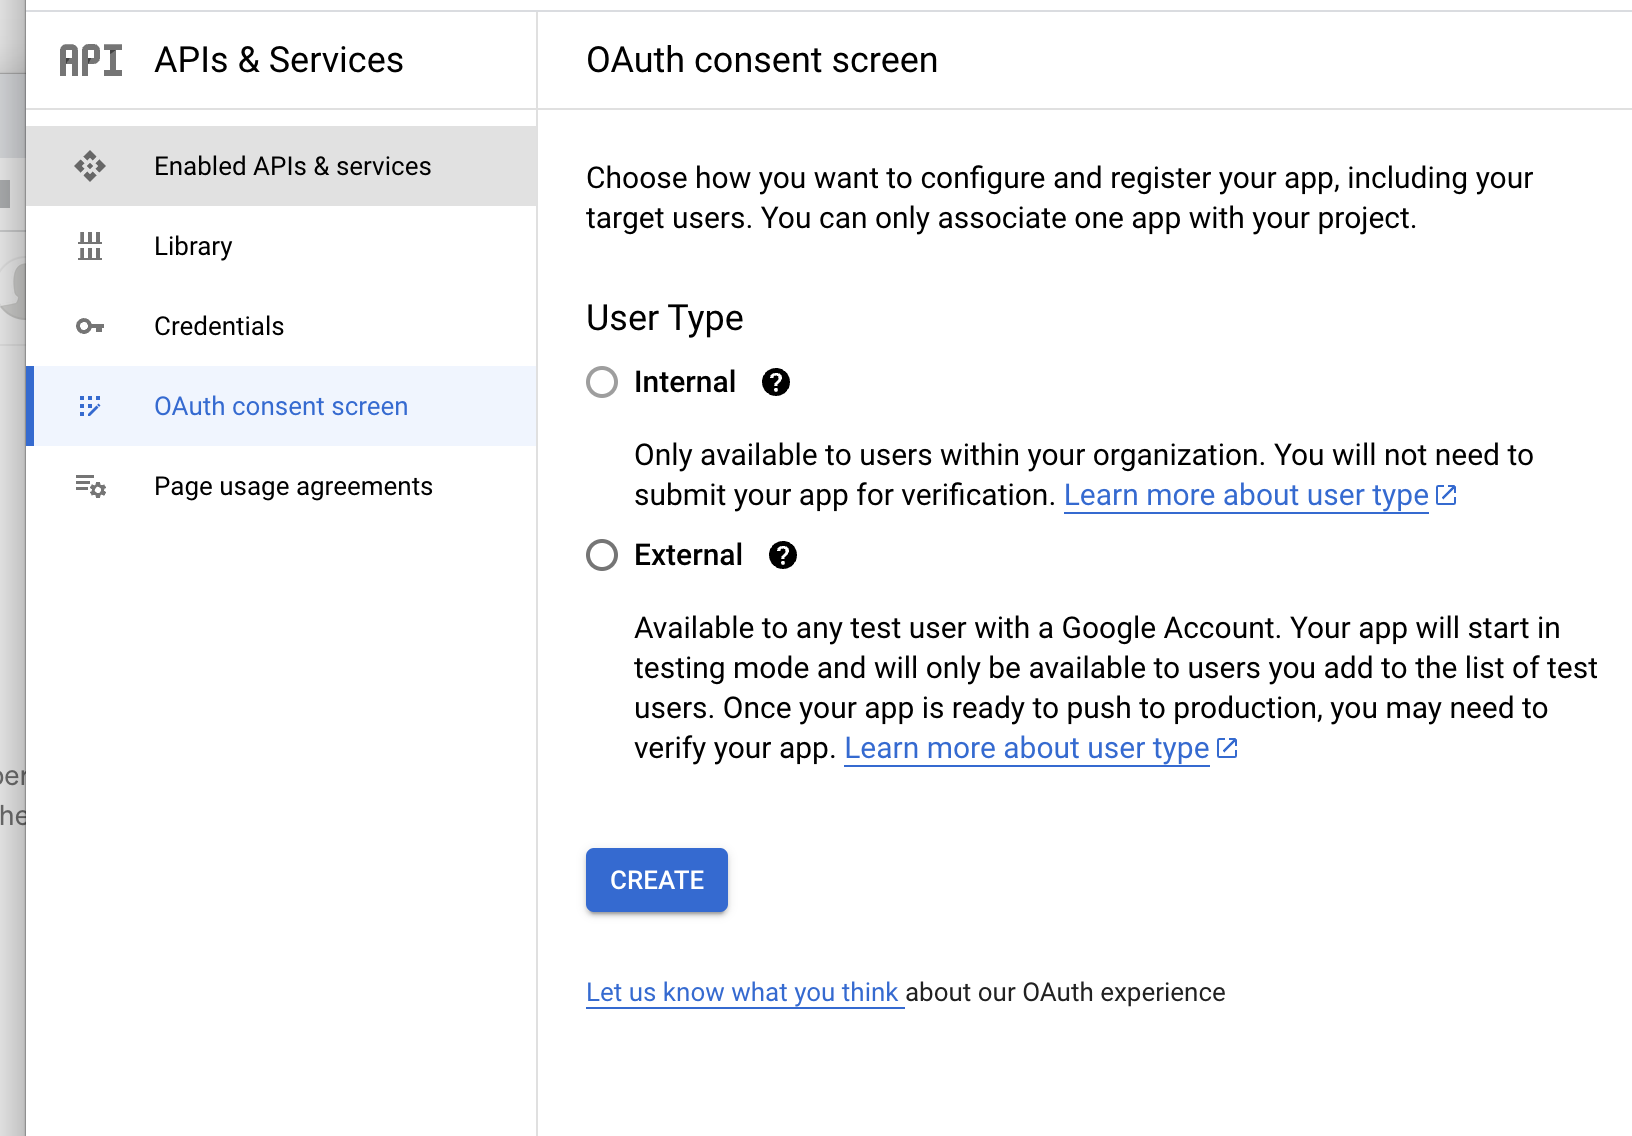 API APIs & Services
OAuth consent screen
Enabled APIs & services
Library
Credentials
OAuth consent screen
Page usage agreements
Choose how you want to configure and register your app, including your
target users. You can only associate one app with your project.
User Type
Internal
Only available to users within your organization. You will not need to
submit your app for verification. Learn more about user type
External
Available to any test user with a Google Account. Your app will start in
testing mode and will only be available to users you add to the list of test
users. Once your app is ready to push to production, you may need to
verify your app. Learn more about user type
CREATE
Let us know what you think about our OAuth experience